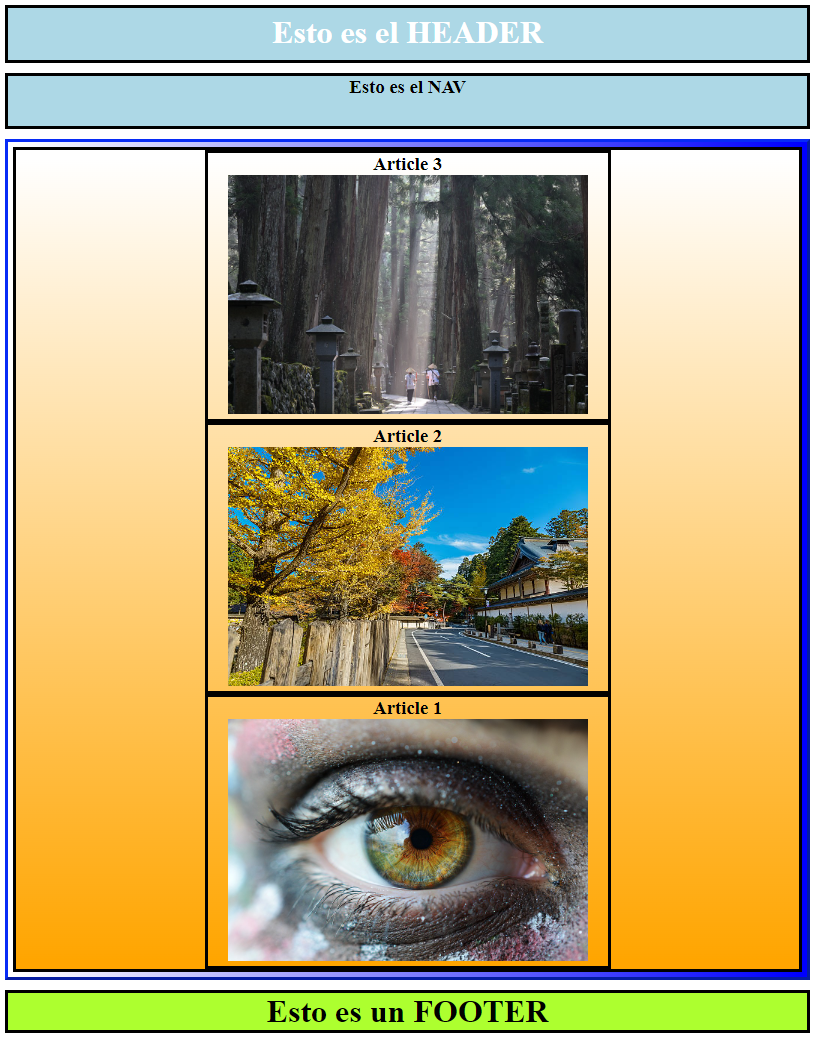 Esto es el HEADER
Esto es el NAV
Article 3
Article 2
Article 1
Esto es un FOOTER